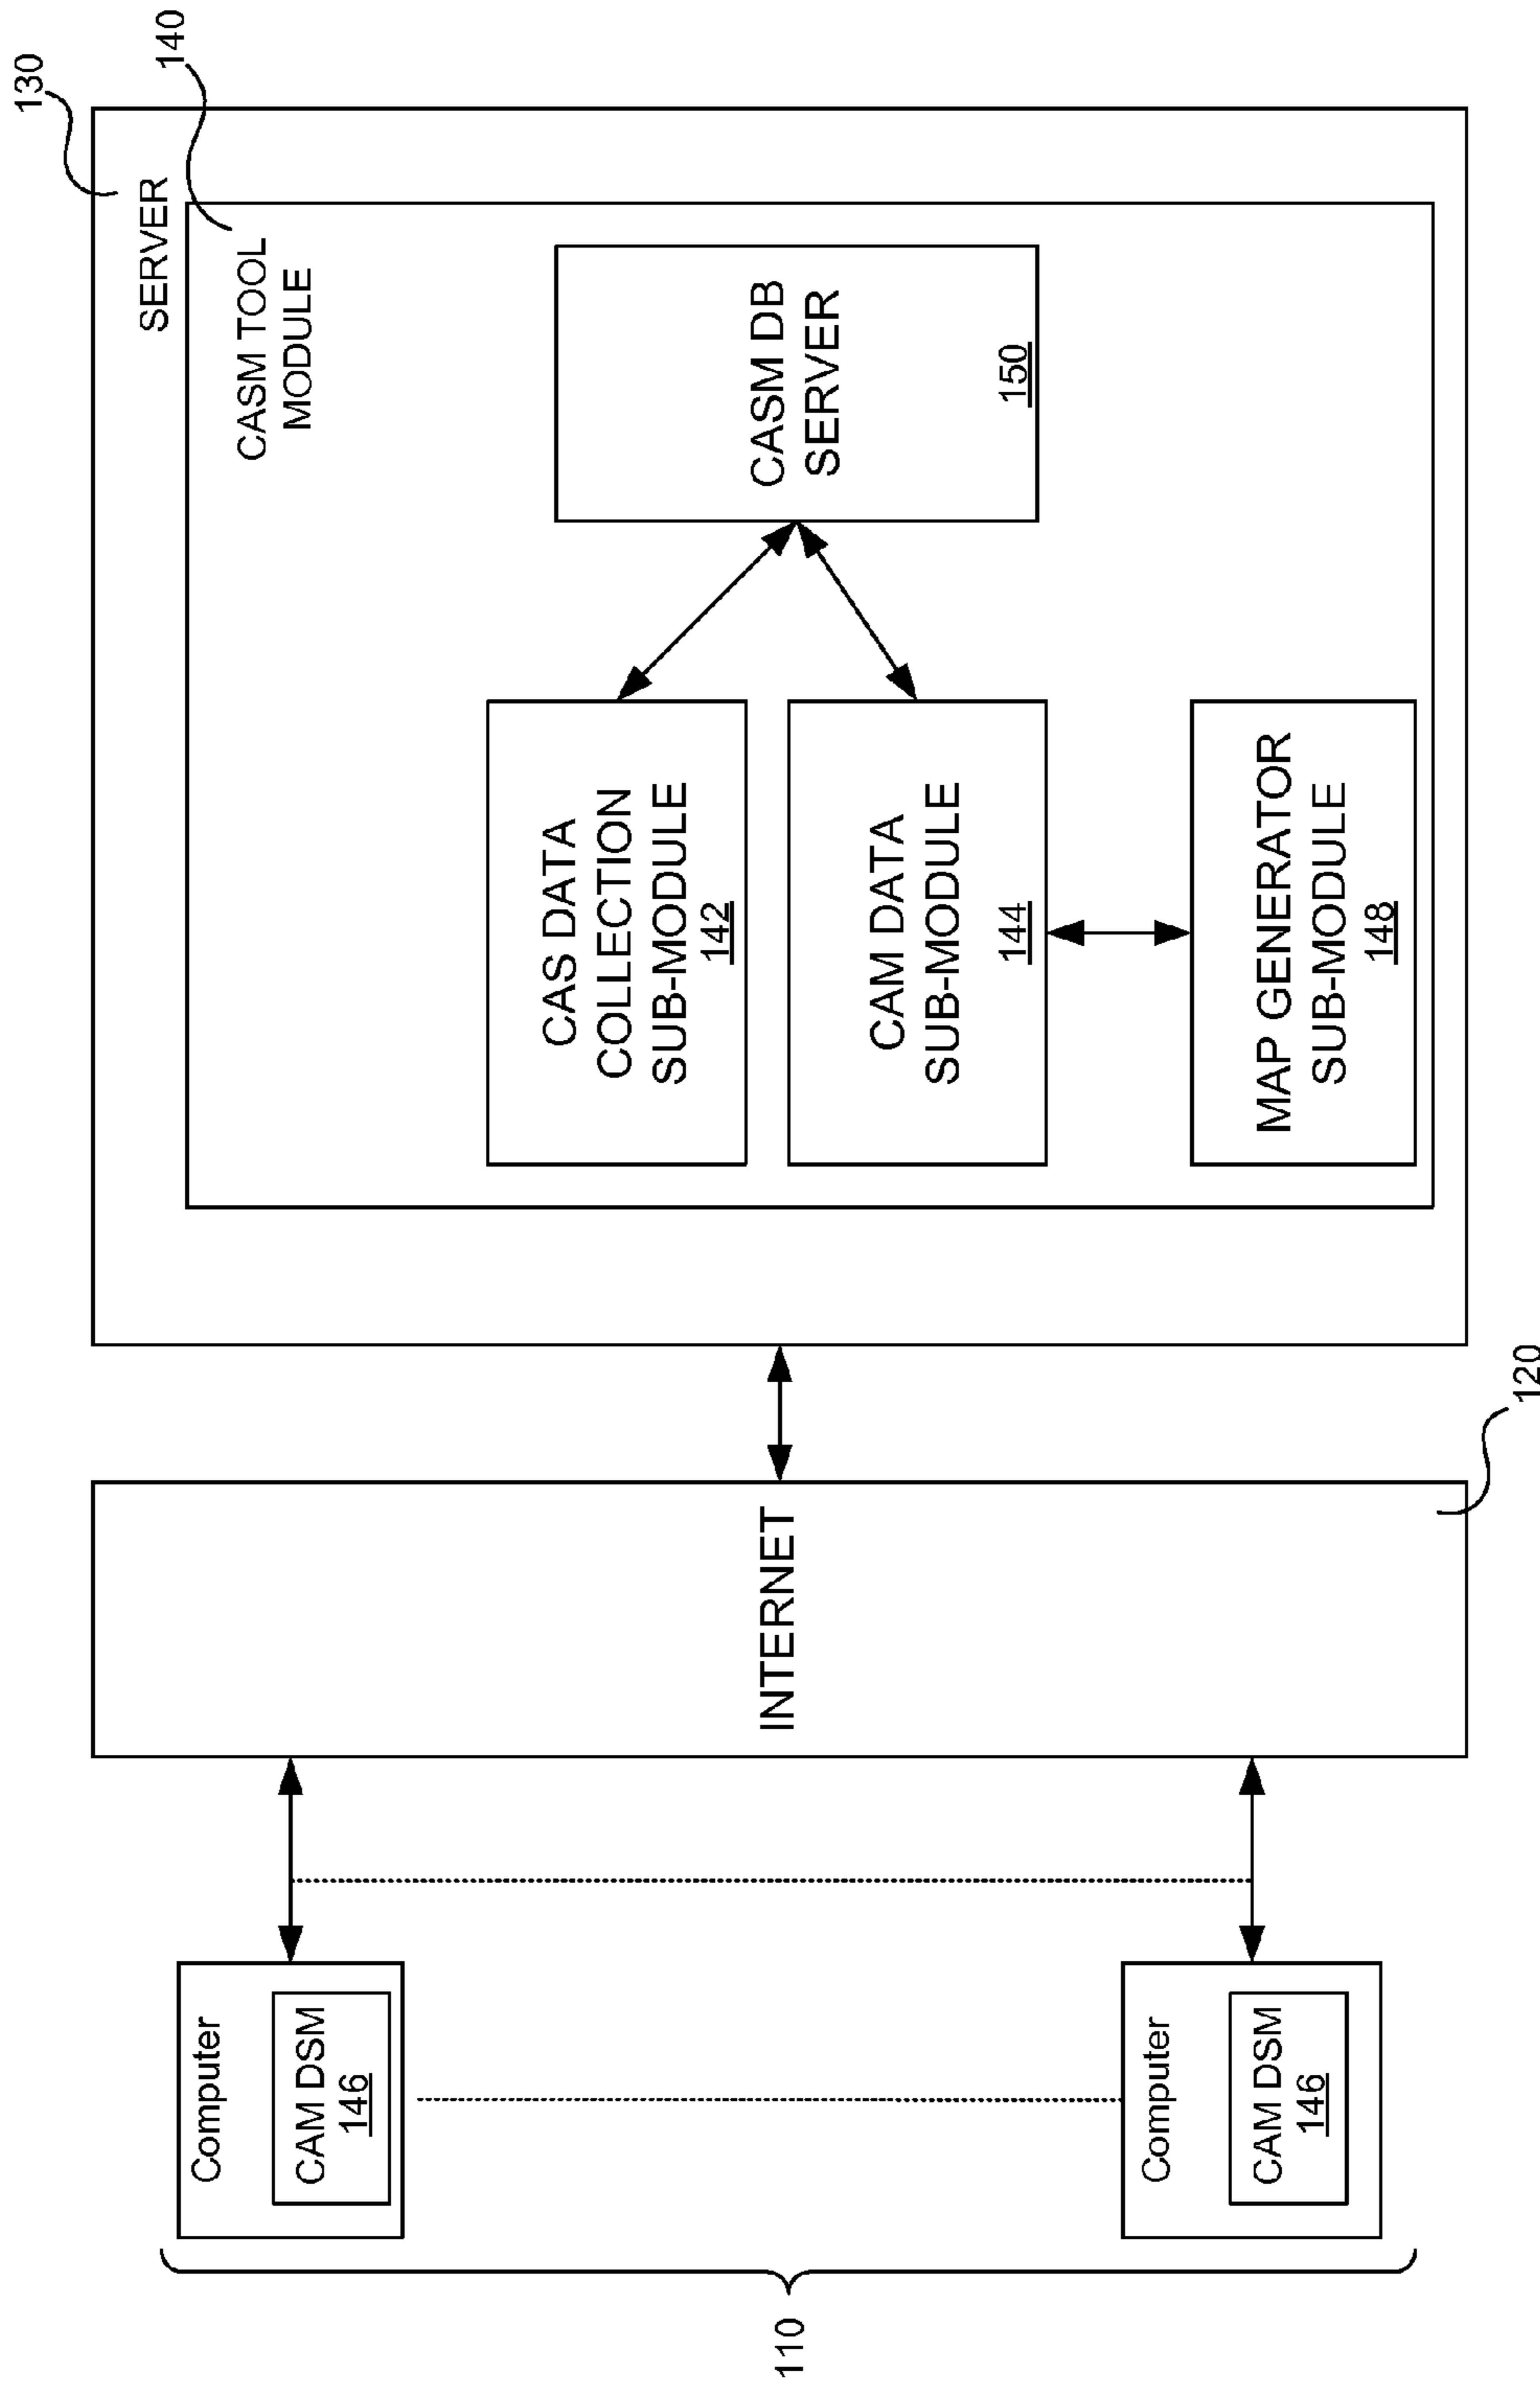 130
140
SERVER
CASM TOOL
MODULE
CAS DATA
COLLECTION
SUB-MODULE
142
CAM DATA
SUB-MODULE
144
MAP GENERATOR
SUB-MODULE
148
CASM DB
SERVER
150
INTERNET
120
Computer
CAM DSM
146
Computer
CAM DSM
146
110